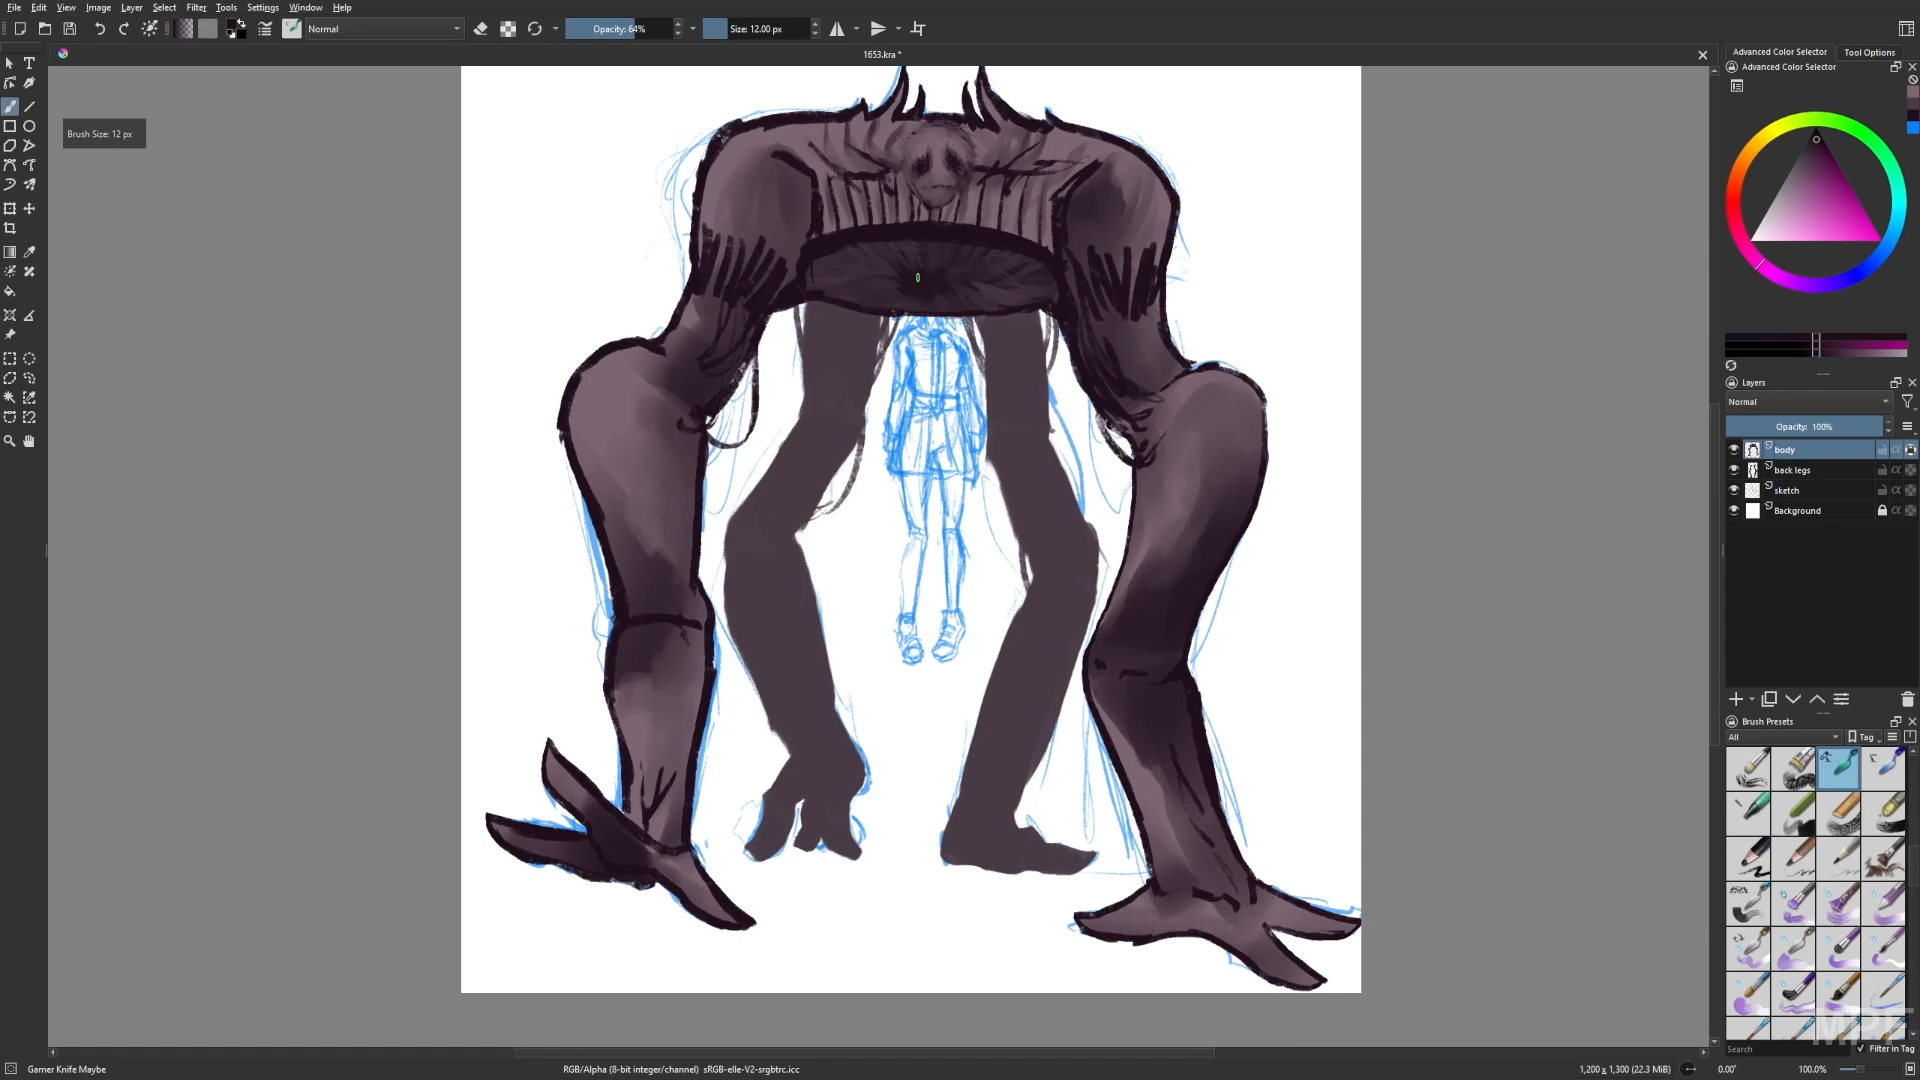 File Edit View Image Layer Select Filter Tools Settings Window Help
Normal
Opacity: 64%
Size: 12.00 px
1653.kra *
Advanced Color Selector
Tool Options
Advanced Color Selector
Brush Size: 12 px
Layers
Normal
Opacity: 100%
body
back legs
sketch
Background
Brush Presets
All
Tag
Search
Filter in Tag
Gamer Knife Maybe
RGB/Alpha (8-bit integer/channel) sRGB-elle-V2-srgbtrc.icc
1,200 x 1,300 (22.3 MiB)
0.00°
100.0%